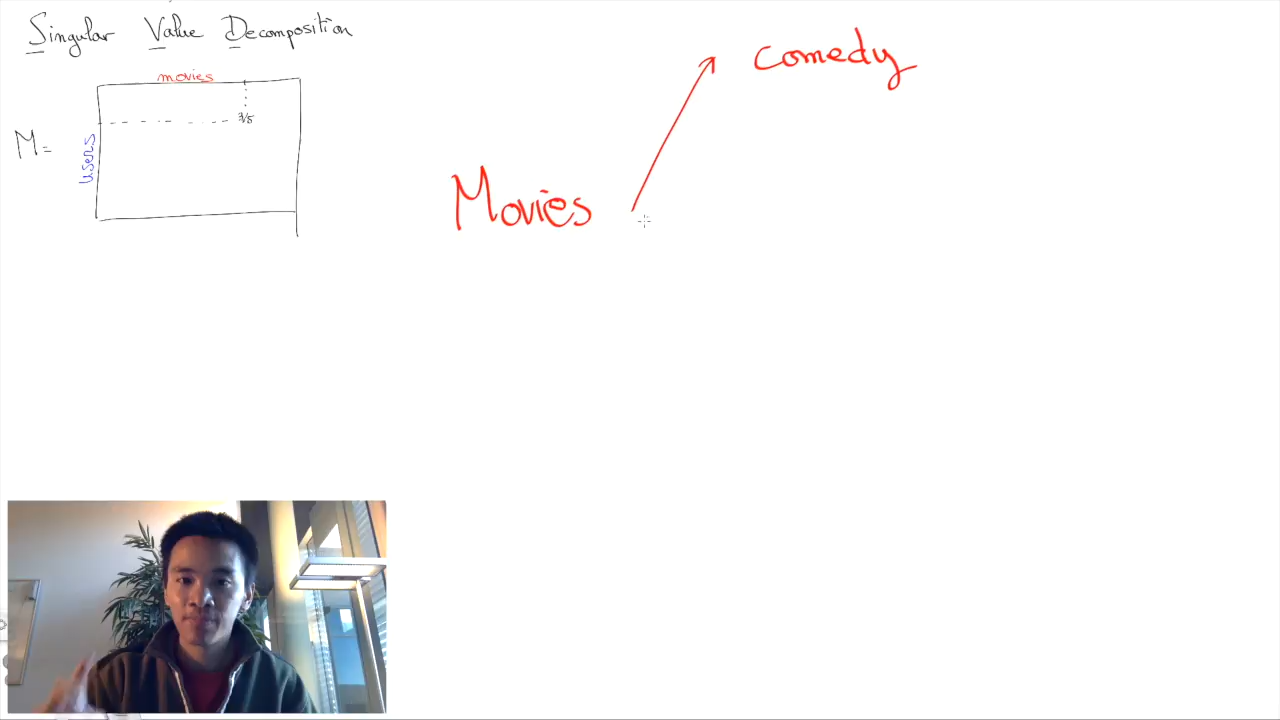 Singular Value Decomposition
movies
M=
users
3/5
Movies
comedy